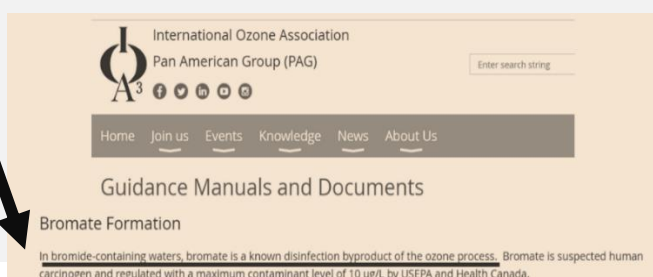 International Ozone Association
Pan American Group (PAG)
IOA3
Enter search string
Home Join us Events Knowledge News About Us
Guidance Manuals and Documents
Bromate Formation
In bromide-containing waters, bromate is a known disinfection byproduct of the ozone process. Bromate is suspected human
carcinogen and regulated with a maximum contaminant level of 10 ug/L by USEPA and Health Canada.